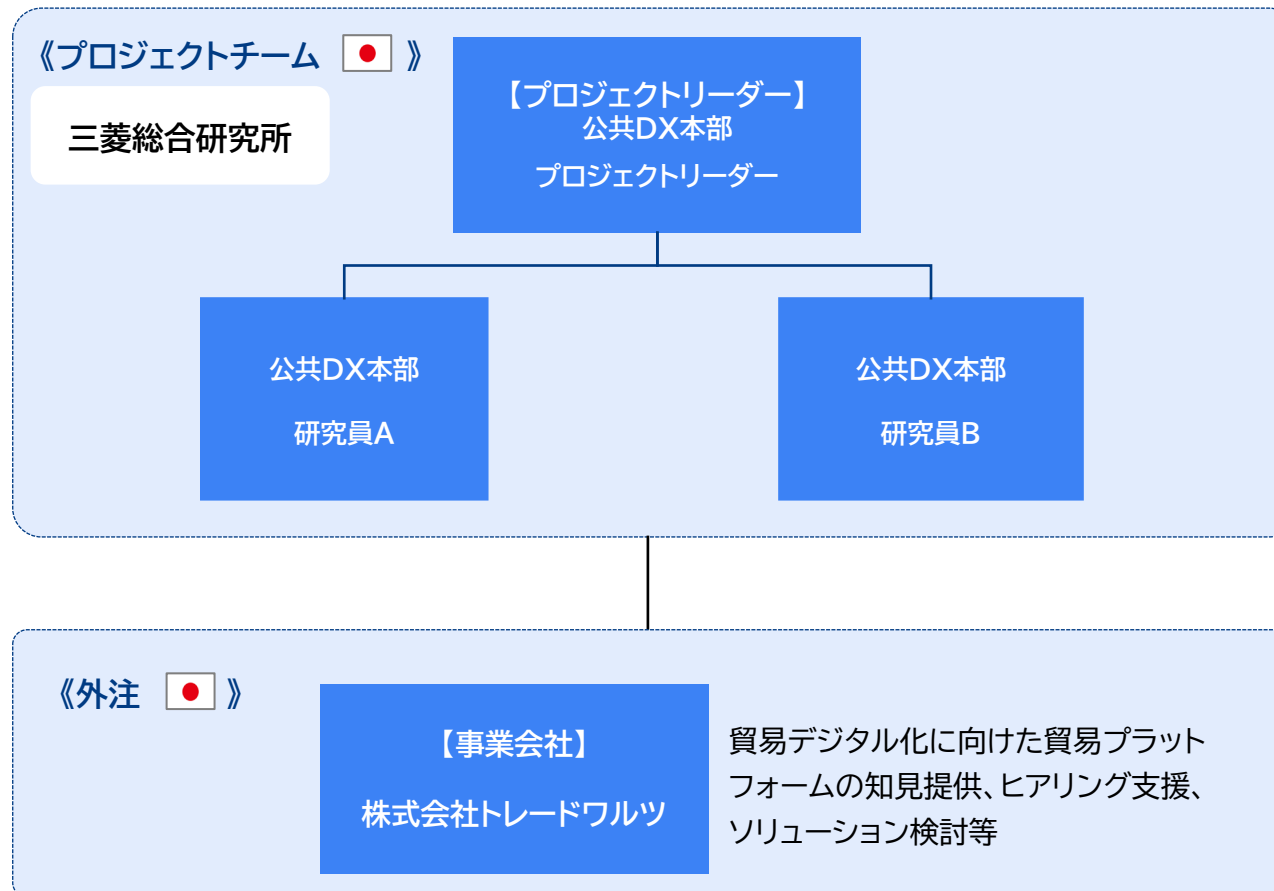 《プロジェクトチーム 》
三菱総合研究所
【プロジェクトリーダー】
公共DX本部
プロジェクトリーダー
公共DX本部
研究員A
公共DX本部
研究員B
《外注 》
【事業会社】
株式会社トレードワルツ
貿易デジタル化に向けた貿易プラット
フォームの知見提供、ヒアリング支援、
ソリューション検討等